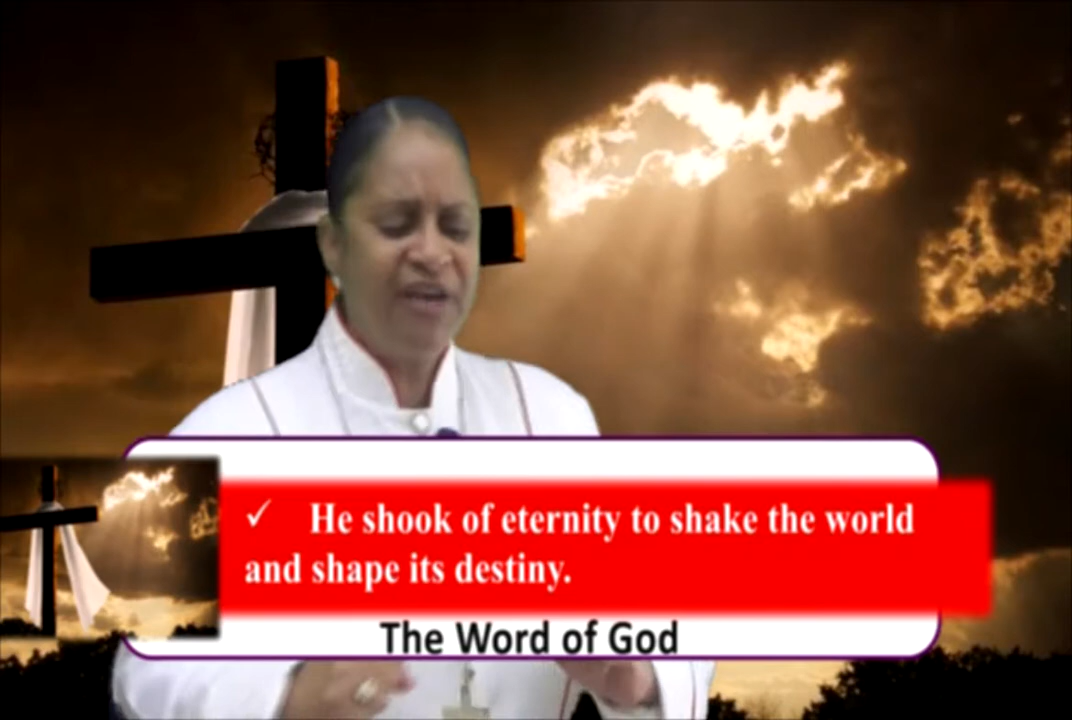 ✓ He shook of eternity to shake the world
and shape its destiny.
The Word of God